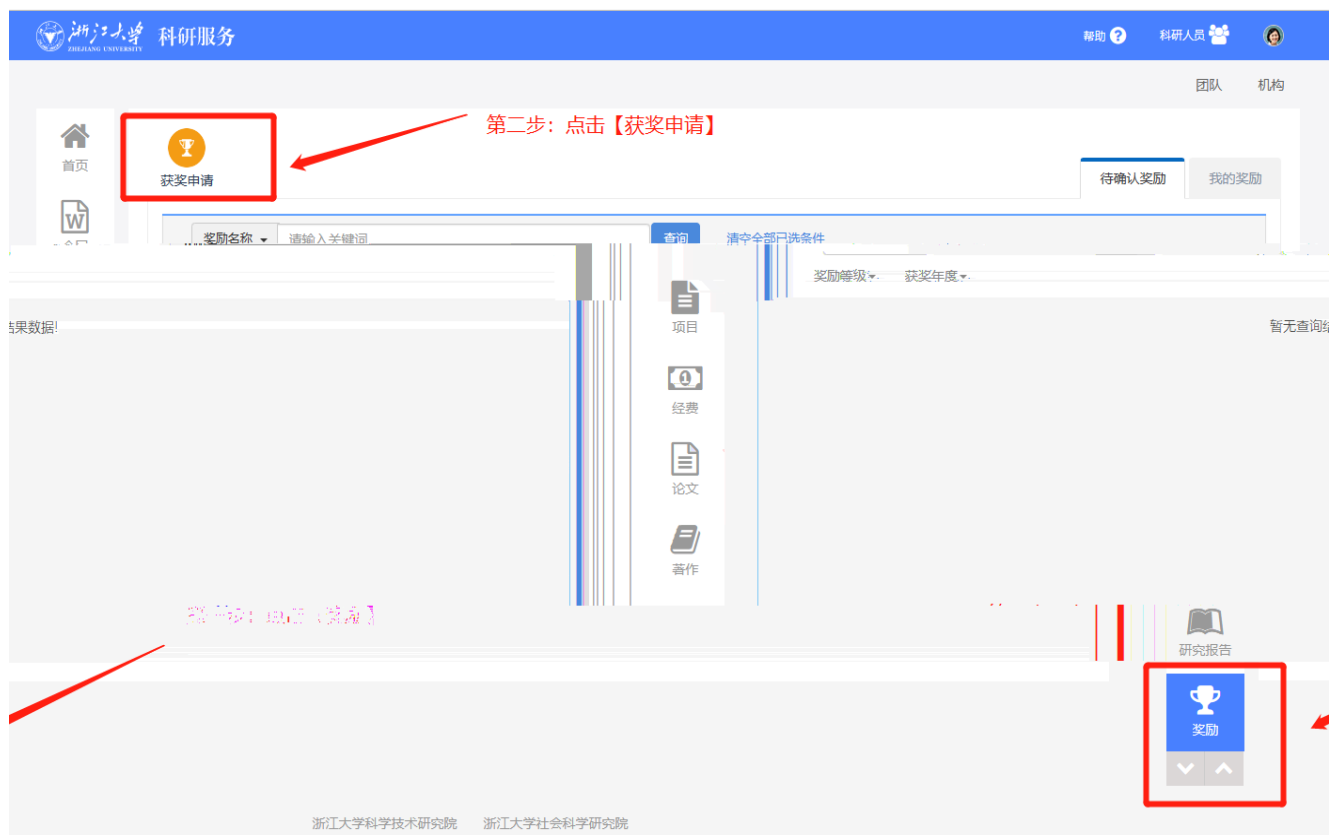 浙江大学
ZHEJIANG UNIVERSITY
科研服务
帮助
科研人员
团队 机构
首页
获奖申请
第二步：点击【获奖申请】
待确认奖励 我的奖励
奖励名称 请输入关键词 查询 清空全部已选条件
奖励等级 获奖年度
结果数据!
暂无查询结
项目
经费
论文
著作
研究报告
奖励
浙江大学科学技术研究院 浙江大学社会科学研究院